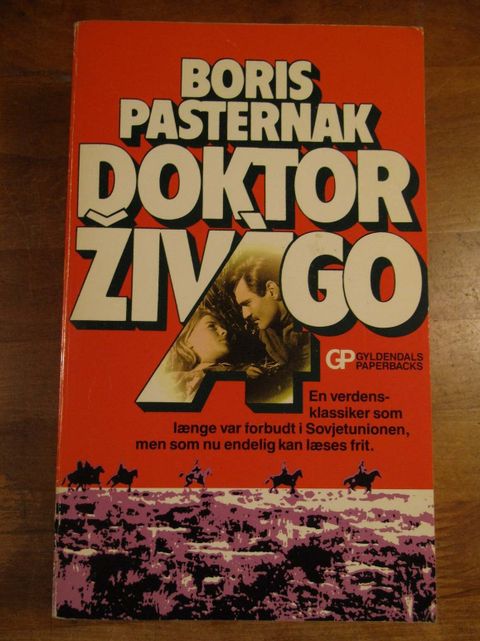 BORIS
PASTERNAK
DOKTOR
ŽIVÀGO
GP GYLDENDALS
PAPERBACKS
En verdens-
klassiker som
længe var forbudt i Sovjetunionen,
men som nu endelig kan læses frit.